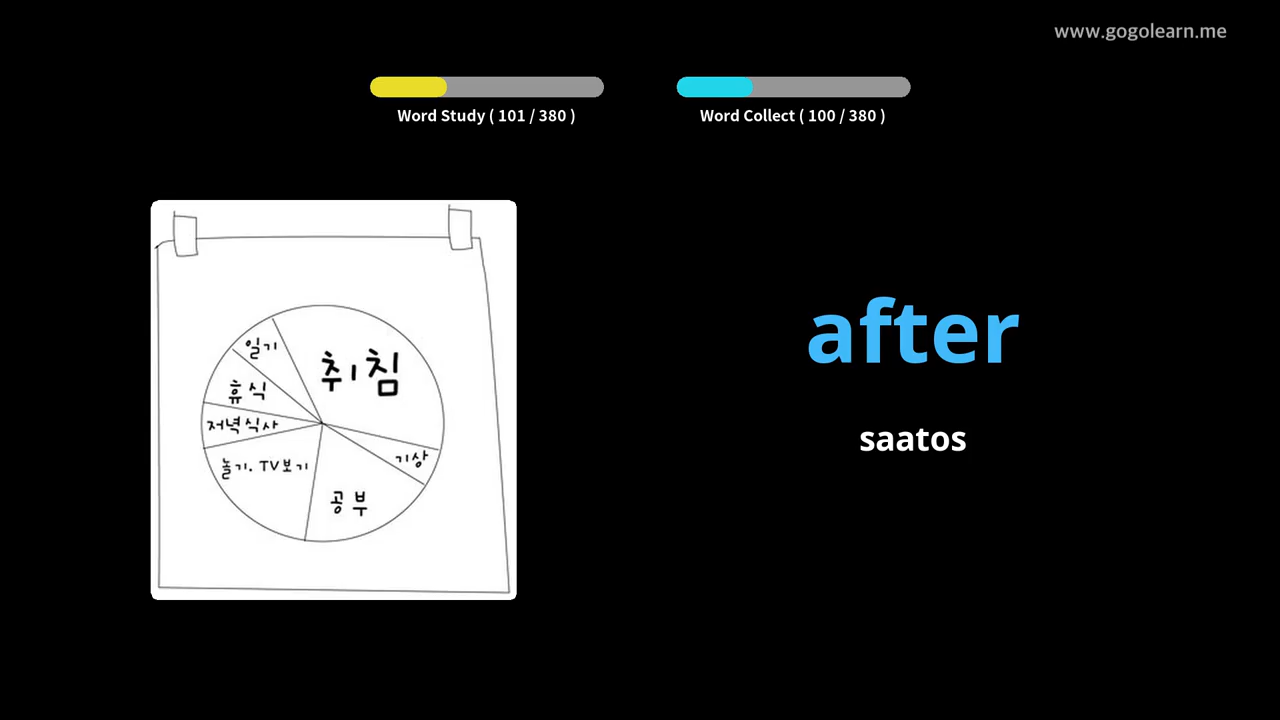 www.gogolearn.me
Word Study ( 101 / 380 )
Word Collect ( 100 / 380 )
일기
취침
휴식
저녁식사
기상
놀기. TV보기
공부
after
saatos